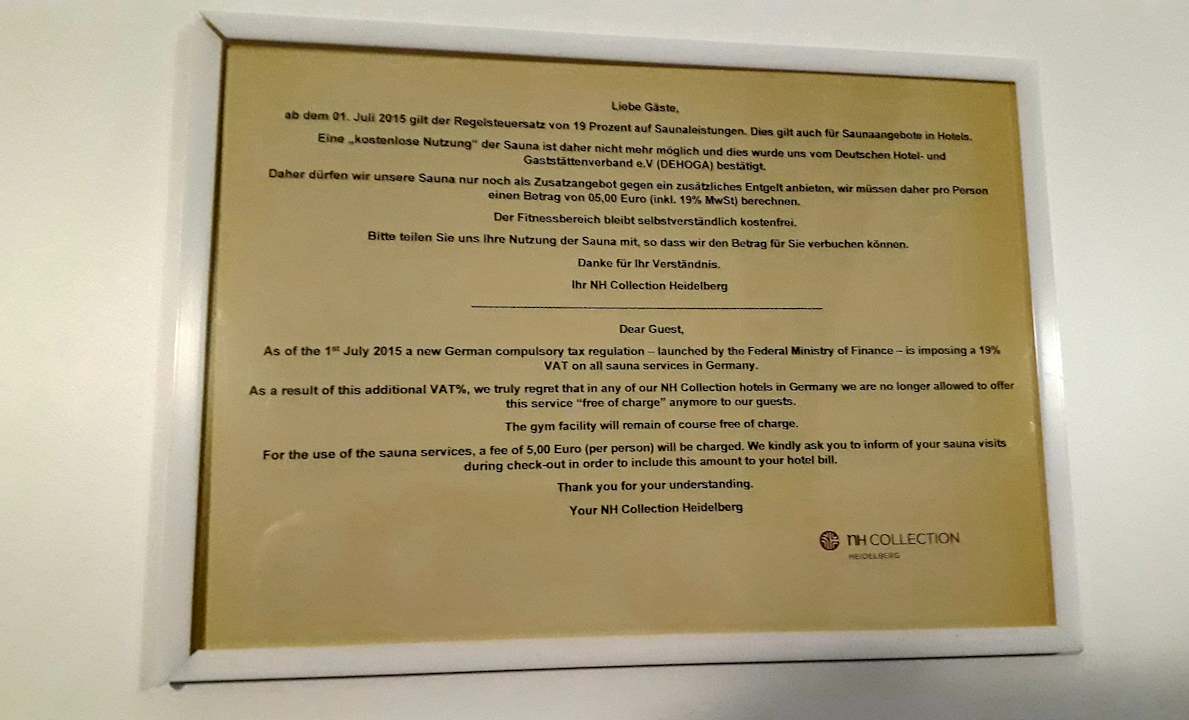 Liebe Gäste,
ab dem 01. Juli 2015 gilt der Regelsteuersatz von 19 Prozent auf Saunaleistungen. Dies gilt auch für Saunaangebote in Hotels.
Eine „kostenlose Nutzung" der Sauna ist daher nicht mehr möglich und dies wurde uns vom Deutschen Hotel- und
Gaststättenverband e.V (DEHOGA) bestätigt.
Daher dürfen wir unsere Sauna nur noch als Zusatzangebot gegen ein zusätzliches Entgelt anbieten, wir müssen daher pro Person
einen Betrag von 05,00 Euro (inkl. 19% MwSt) berechnen.
Der Fitnessbereich bleibt selbstverständlich kostenfrei.
Bitte teilen Sie uns Ihre Nutzung der Sauna mit, so dass wir den Betrag für Sie verbuchen können.
Danke für Ihr Verständnis.
Ihr NH Collection Heidelberg
Dear Guest,
As of the 1st July 2015 a new German compulsory tax regulation – launched by the Federal Ministry of Finance – is imposing a 19%
VAT on all sauna services in Germany.
As a result of this additional VAT%, we truly regret that in any of our NH Collection hotels in Germany we are no longer allowed to offer
this service “free of charge” anymore to our guests.
The gym facility will remain of course free of charge.
For the use of the sauna services, a fee of 5,00 Euro (per person) will be charged. We kindly ask you to inform of your sauna visits
during check-out in order to include this amount to your hotel bill.
Thank you for your understanding.
Your NH Collection Heidelberg
NH COLLECTION
HEIDELBERG